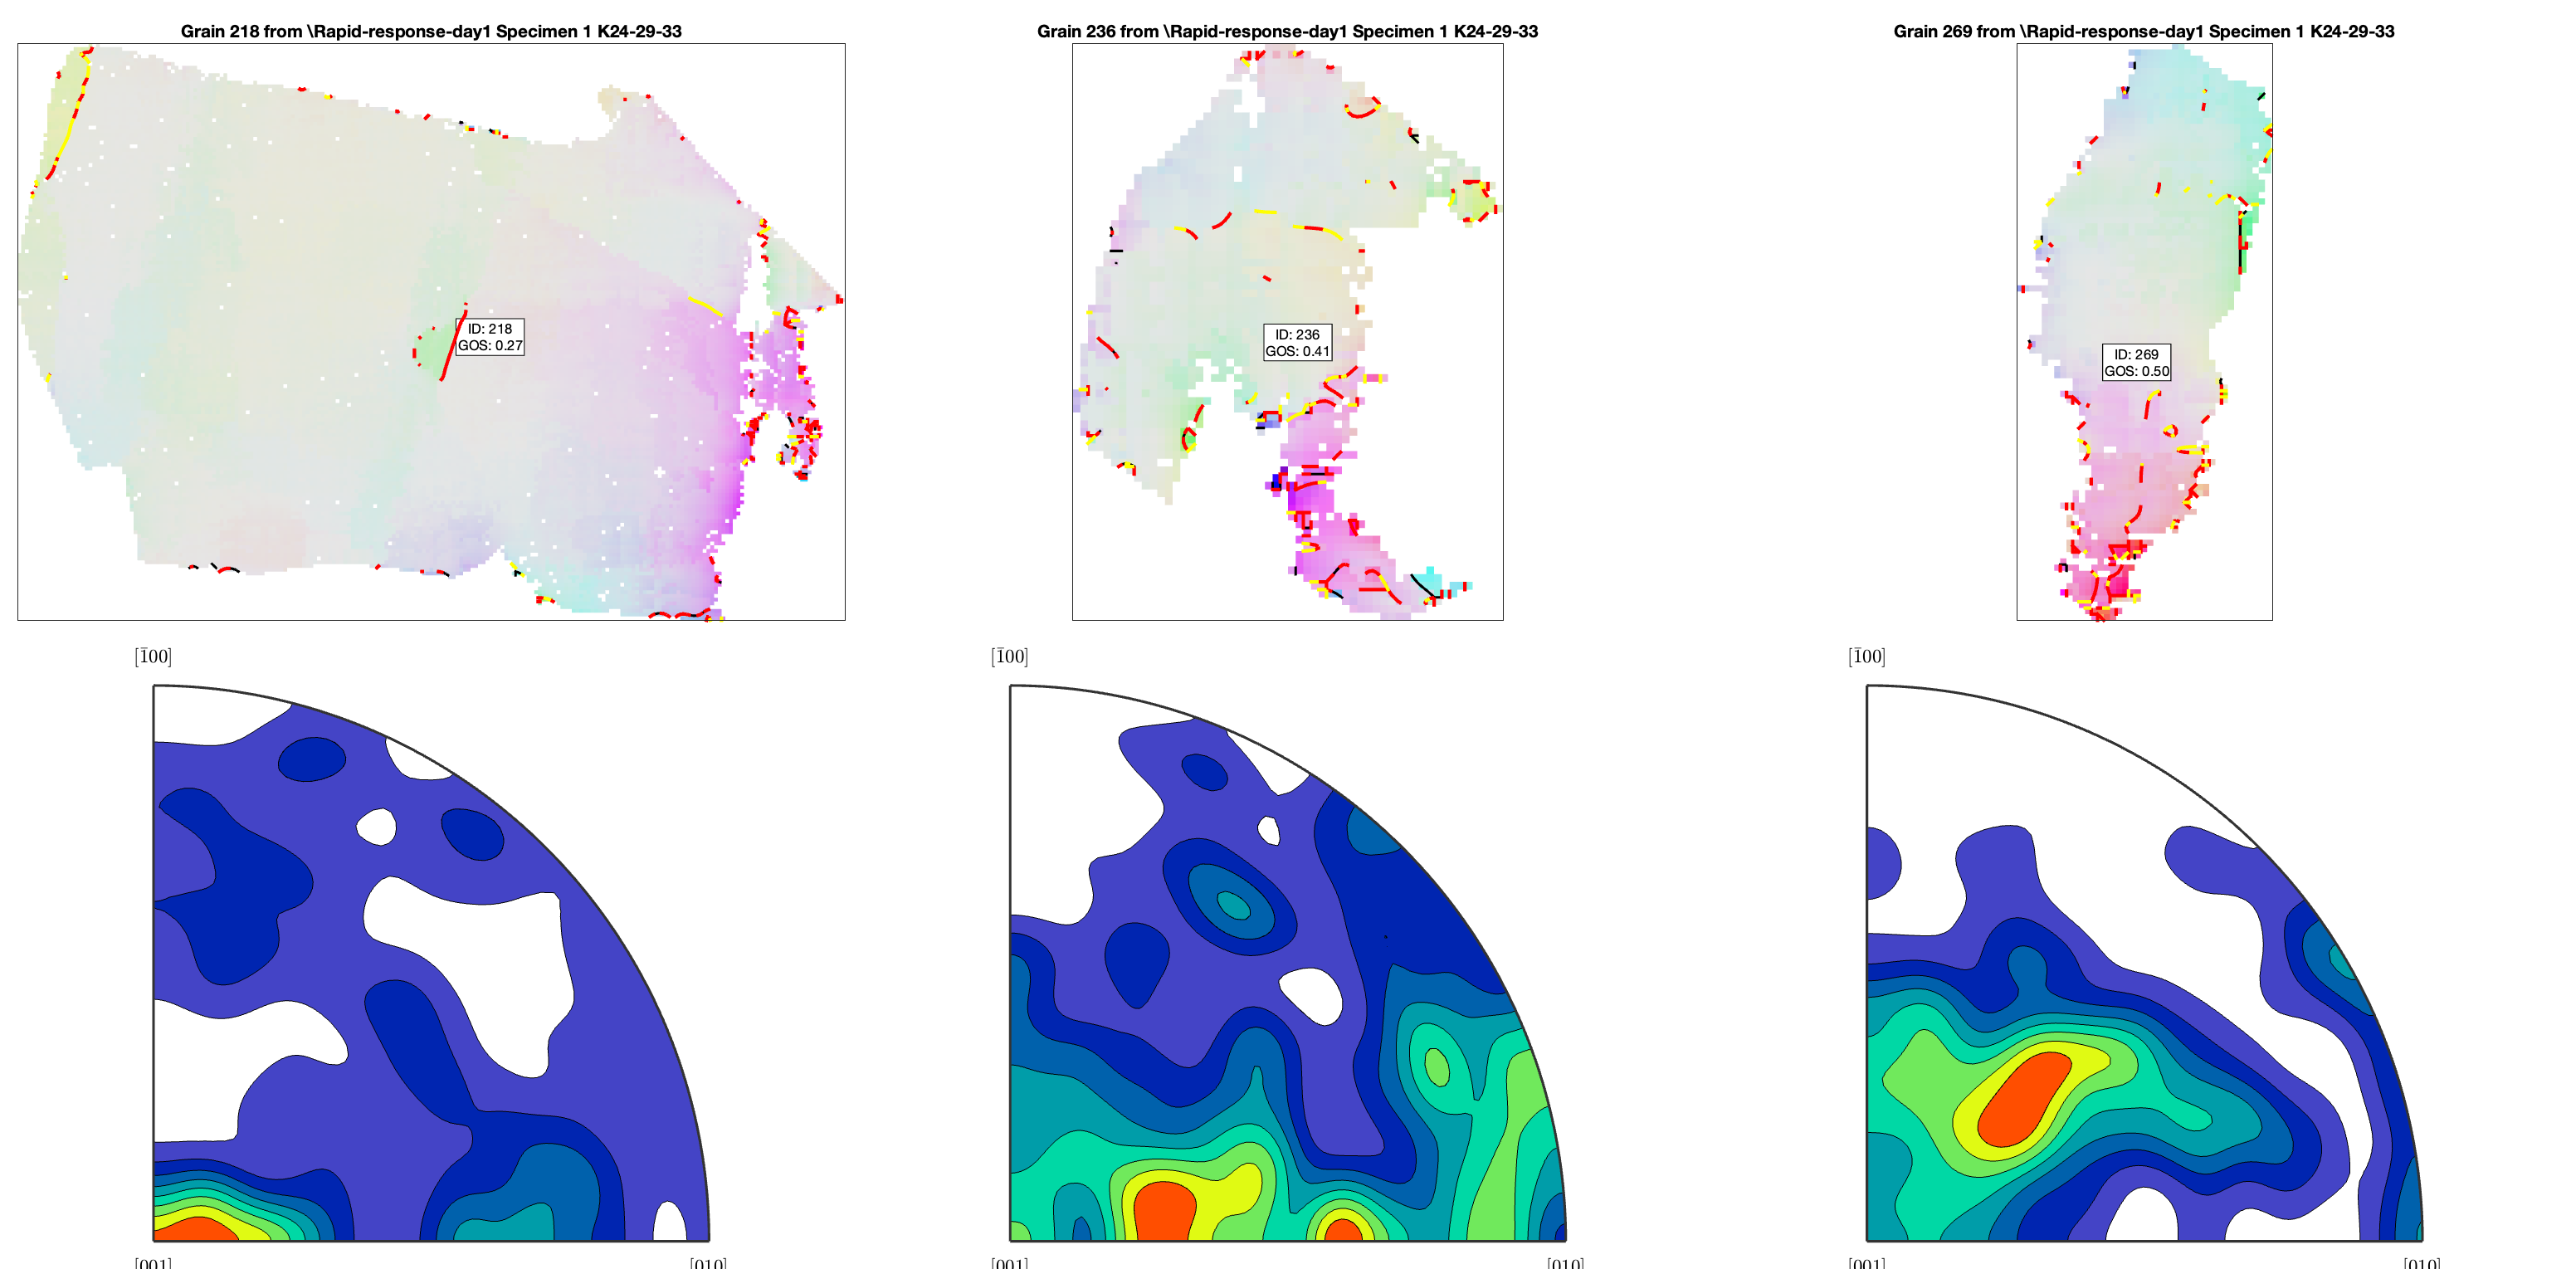 Grain 218 from \Rapid-response-day1 Specimen 1 K24-29-33
Grain 236 from \Rapid-response-day1 Specimen 1 K24-29-33
Grain 269 from \Rapid-response-day1 Specimen 1 K24-29-33
ID: 218
GOS: 0.27
ID: 236
GOS: 0.41
ID: 269
GOS: 0.50
[1̄00]
[1̄00]
[1̄00]
[001]
[010]
[001]
[010]
[001]
[010]